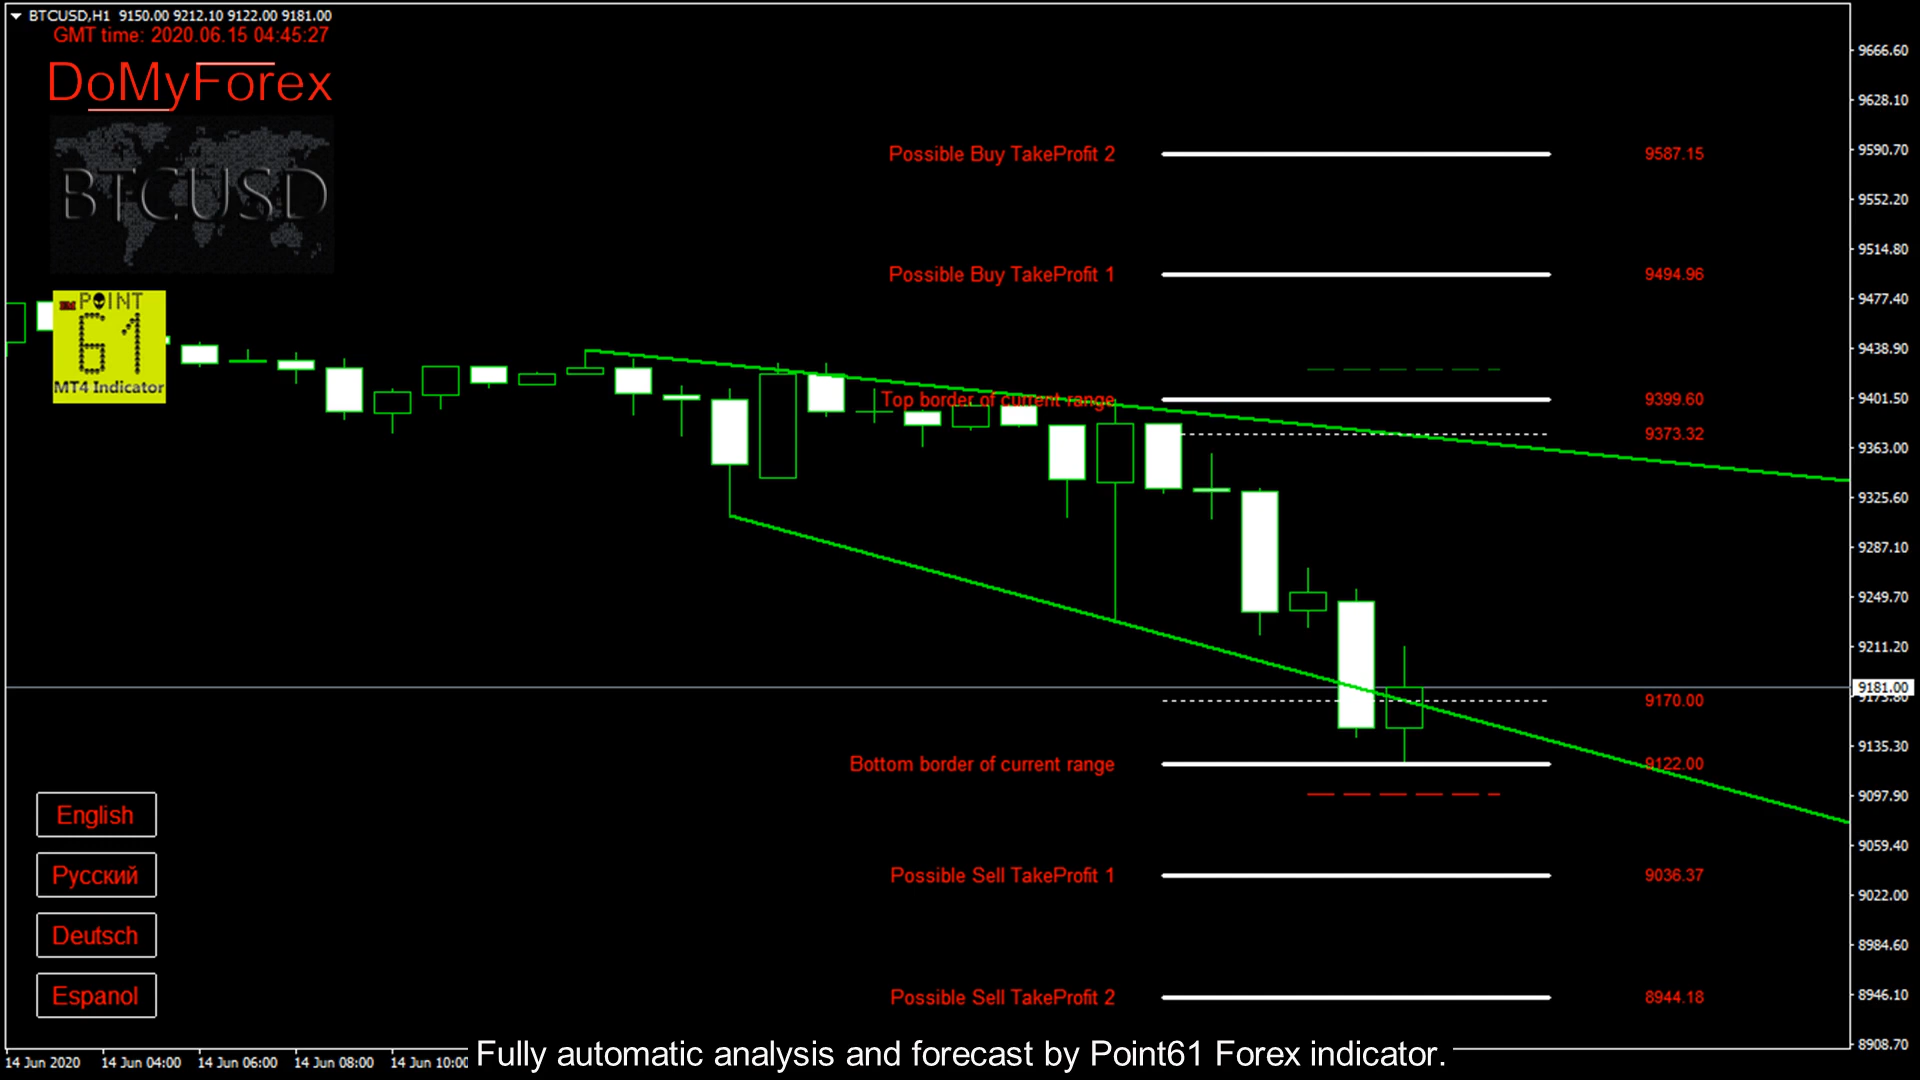 BTCUSD,H1 9150.00 9212.10 9122.00 9181.00
GMT time: 2020.06.15 04:45:27
DoMyForex
BTCUSD
POINT
61
MT4 Indicator
Possible Buy TakeProfit 2 9587.15
Possible Buy TakeProfit 1 9494.96
Top border of current range 9399.60
9373.32
9170.00
Bottom border of current range 9122.00
Possible Sell TakeProfit 1 9036.37
Possible Sell TakeProfit 2 8944.18
English
Русский
Deutsch
Espanol
9666.60
9628.10
9590.70
9552.20
9514.80
9477.40
9438.90
9401.50
9363.00
9325.60
9287.10
9249.70
9211.20
9181.00
9173.80
9135.30
9097.90
9059.40
9022.00
8984.60
8946.10
8908.70
14 Jun 2020 14 Jun 04:00 14 Jun 06:00 14 Jun 08:00 14 Jun 10:00
Fully automatic analysis and forecast by Point61 Forex indicator.